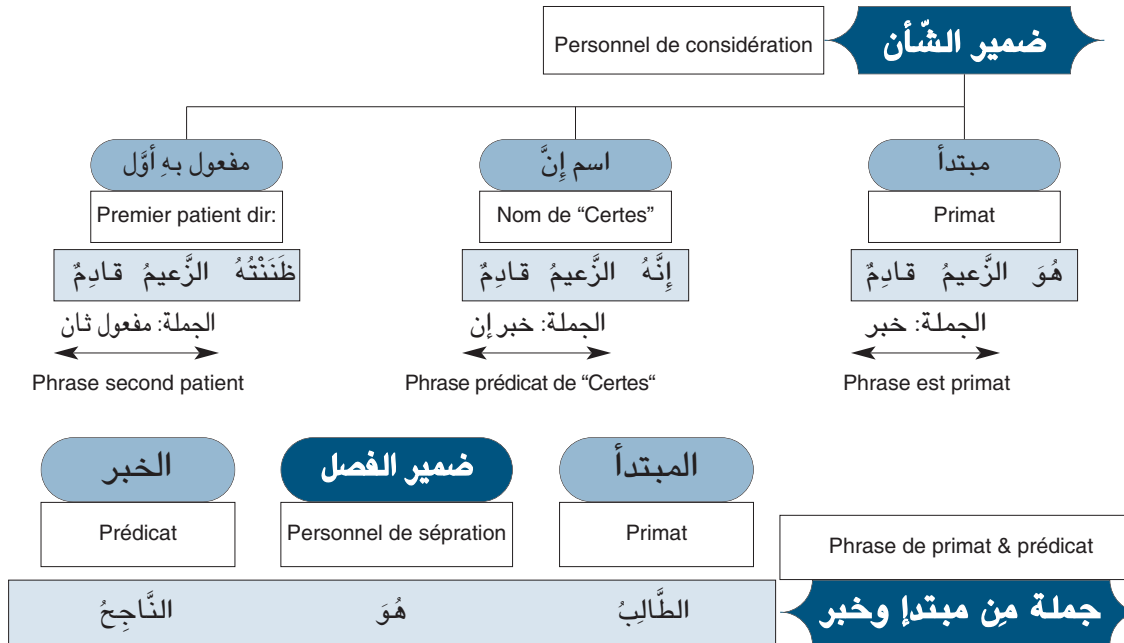 ضمير الشّأن
Personnel de considération
مبتدأ
اسم إِنَّ
مفعول بهِ أوَّل
Primat
Nom de “Certes”
Premier patient dir:
هُوَ الزَّعيمُ قادِمٌ
إِنَّهُ الزَّعيمُ قادِمٌ
ظَنَنْتُهُ الزَّعيمُ قادِمٌ
الجملة: خبر
الجملة: خبر إن
الجملة: مفعول ثان
Phrase est primat
Phrase prédicat de “Certes“
Phrase second patient
المبتدأ
ضمير الفصل
الخبر
Primat
Personnel de sépration
Prédicat
Phrase de primat & prédicat
جملة مِن مبتدإ وخبر
الطَّالِبُ
هُوَ
النَّاجِحُ